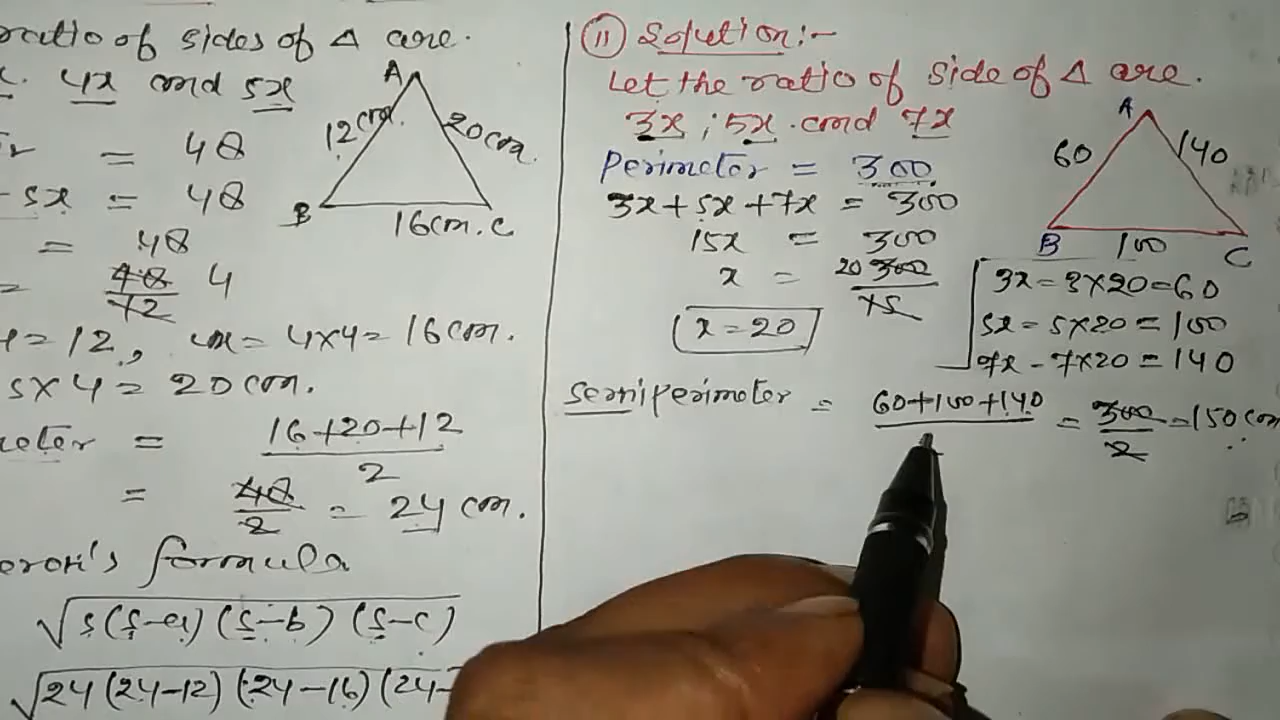 ratio of sides of Δ are.
4x and 5x
A
12cm.
20cm.
B
16cm.
C
= 48
5x = 48
= 48
= 48/12 4
= 12, 4x = 4×4 = 16cm.
5×4 = 20cm.
= 16+20+12/2
= 48/2 = 24 cm.
formula
√s(s-a)(s-b)(s-c)
√24(24-12)(24-16)(24-
(11) Solution:-
Let the ratio of side of Δ are.
3x, 5x and 7x
Perimeter = 300
3x+5x+7x = 300
15x = 300
x = 20 300/15
x = 20
A
60
140
B
100
C
3x = 3×20 = 60
5x = 5×20 = 100
7x - 7×20 = 140
Semiperimeter = 60+100+140 = 300/2 = 150 cm